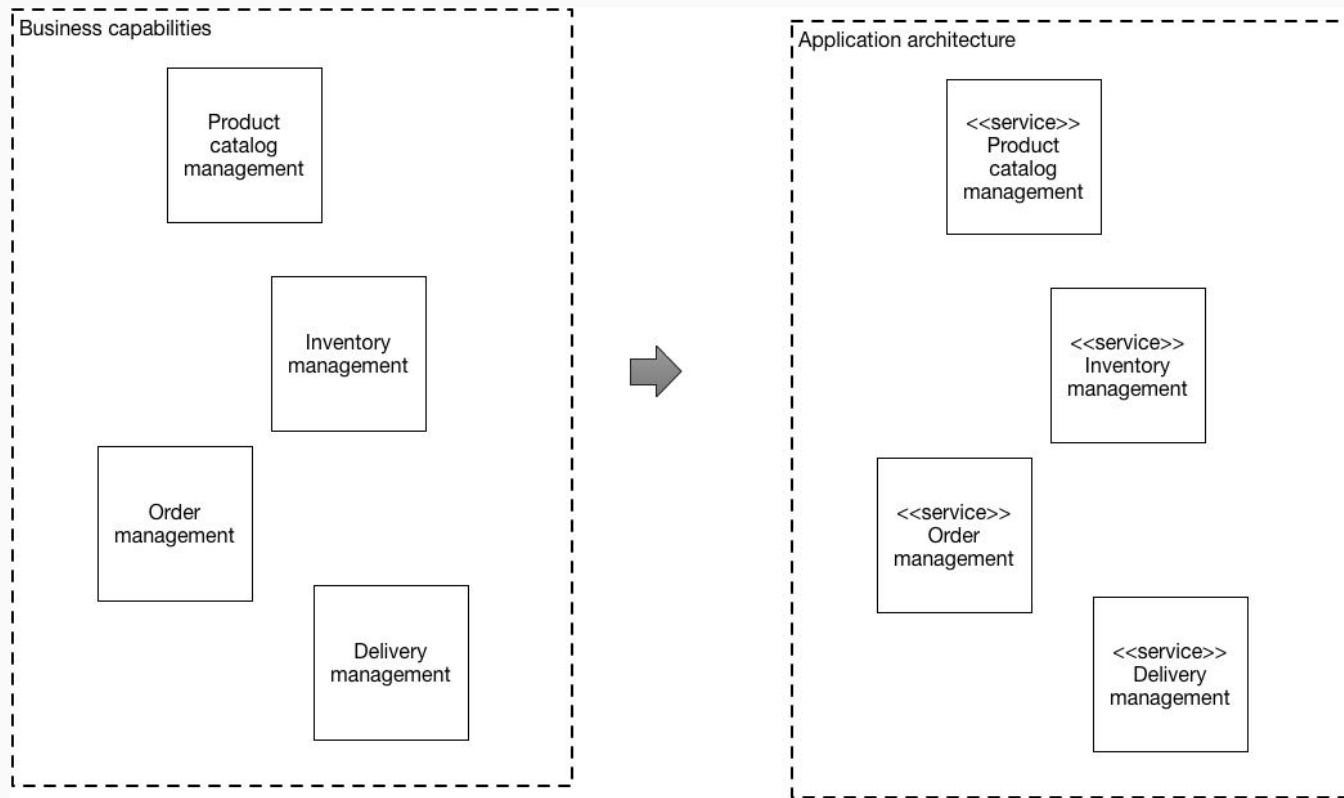 Business capabilities
Product
catalog
management
Inventory
management
Order
management
Delivery
management
Application architecture
<<service>>
Product
catalog
management
<<service>>
Inventory
management
<<service>>
Order
management
<<service>>
Delivery
management